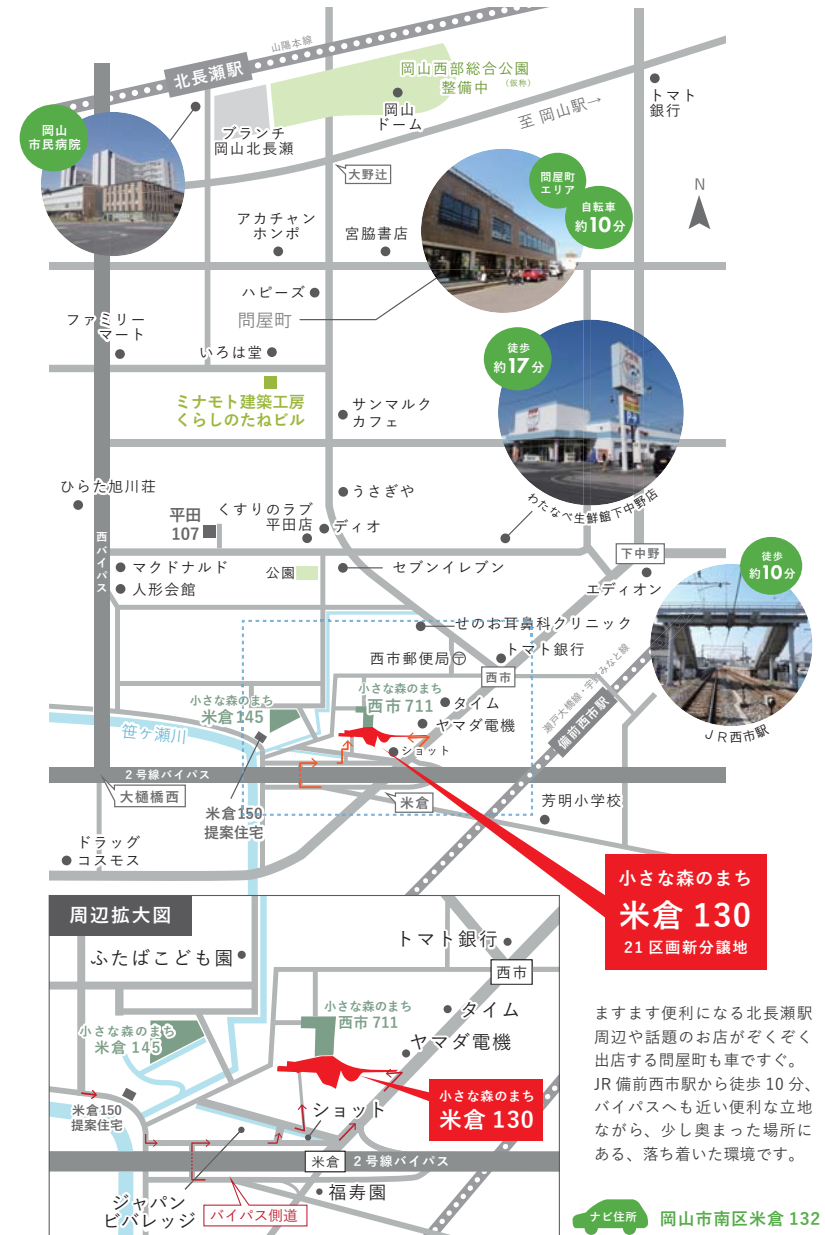 山陽本線
北長瀬駅
岡山西部総合公園
整備中 (仮称)
岡山
ドーム
至 岡山駅→
トマト
銀行
岡山
市民病院
ブランチ
岡山北長瀬
大野辻
N
問屋町
エリア
自転車
約10分
アカチャン
ホンポ
宮脇書店
ハピーズ
問屋町
ファミリー
マート
いろは堂
徒歩
約17分
ミナモト建築工房
くらしのたねビル
サンマルク
カフェ
ひらた旭川荘
うさぎや
わたなべ生鮮館下中野店
平田
107
くすりのラブ
平田店
ディオ
西バイパス
下中野
マクドナルド
人形会館
公園
セブンイレブン
エディオン
徒歩
約10分
せのお耳鼻科クリニック
トマト銀行
西市郵便局〒
西市
瀬戸大橋線・宇野みなと線
備前西市駅
JR西市駅
小さな森のまち
米倉145
小さな森のまち
西市711
タイム
ヤマダ電機
ショット
笹ヶ瀬川
2号線バイパス
大樋橋西
米倉150
提案住宅
米倉
芳明小学校
ドラッグ
コスモス
小さな森のまち
米倉 130
21区画新分譲地
周辺拡大図
トマト銀行
ふたばこども園
西市
小さな森のまち
西市711
タイム
小さな森のまち
米倉 145
ヤマダ電機
小さな森のまち
米倉 130
米倉150
提案住宅
ショット
米倉
2号線バイパス
福寿園
ジャパン
ビバレッジ
バイパス側道
ますます便利になる北長瀬駅
周辺や話題のお店がぞくぞく
出店する問屋町も車ですぐ。
JR備前西市駅から徒歩10分、
バイパスへも近い便利な立地
ながら、少し奥まった場所に
ある、落ち着いた環境です。
ナビ住所
岡山市南区米倉 132